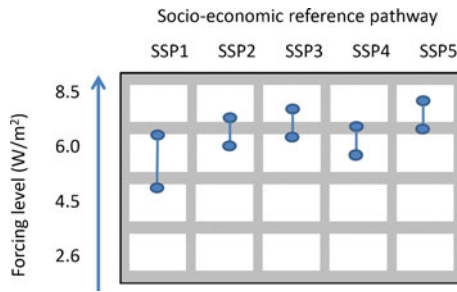 Socio-economic reference pathway
SSP1 SSP2 SSP3 SSP4 SSP5
Forcing level (W/m²)
8.5
6.0
4.5
2.6